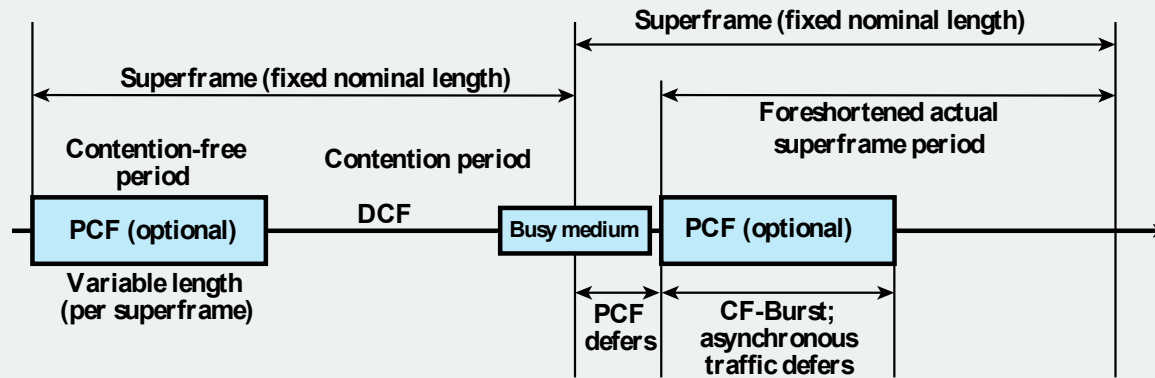 Superframe (fixed nominal length)
Superframe (fixed nominal length)
Foreshortened actual
superframe period
Contention-free
period
Contention period
DCF
PCF (optional)
Busy medium
PCF (optional)
Variable length
(per superframe)
PCF
defers
CF-Burst;
asynchronous
traffic defers